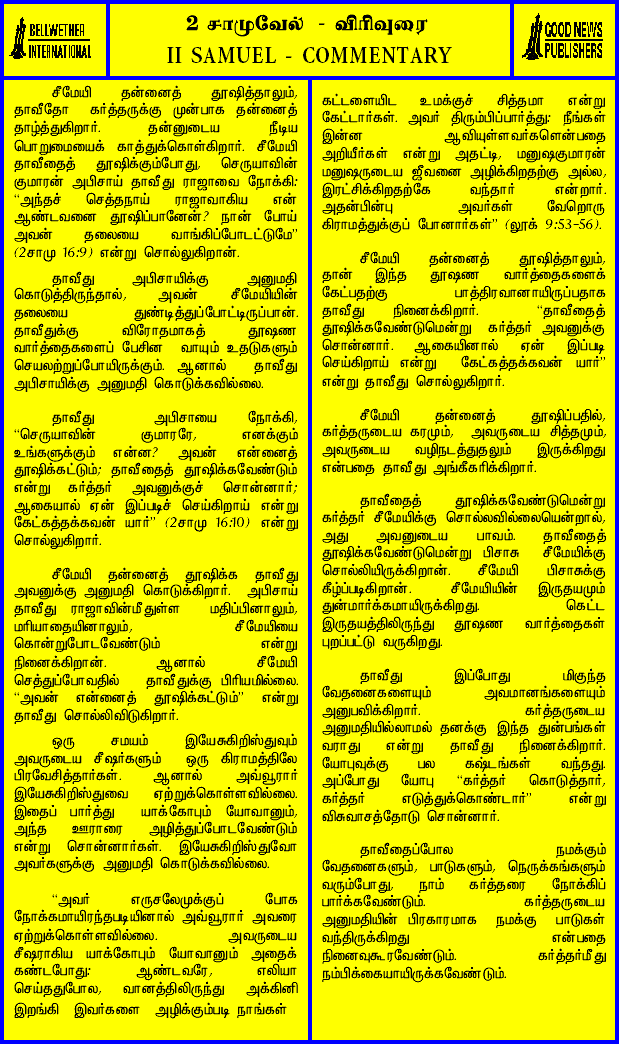 BELLWETHER
INTERNATIONAL
2 சாமுவேல் - விரிவுரை
II SAMUEL - COMMENTARY
GOOD NEWS
PUBLISHERS
சீமேயி தன்னைத் தூஷித்தாலும்,
தாவீதோ கர்த்தருக்கு முன்பாக தன்னைத்
தாழ்த்துகிறார். தன்னுடைய நீடிய
பொறுமையைக் காத்துக்கொள்கிறார். சீமேயி
தாவீதைத் தூஷிக்கும்போது, செருயாவின்
குமாரன் அபிசாய் தாவீது ராஜாவை நோக்கி:
“அந்தச் செத்தநாய் ராஜாவாகிய என்
ஆண்டவனை தூஷிப்பானேன்? நான் போய்
அவன் தலையை வாங்கிப்போடட்டுமே”
(2சாமு 16:9) என்று சொல்லுகிறான்.
தாவீது அபிசாயிக்கு அனுமதி
கொடுத்திருந்தால், அவன் சீமேயியின்
தலையை துண்டித்துப்போட்டிருப்பான்.
தாவீதுக்கு விரோதமாகத் தூஷண
வார்த்தைகளைப் பேசின வாயும் உதடுகளும்
செயலற்றுப்போயிருக்கும். ஆனால் தாவீது
அபிசாயிக்கு அனுமதி கொடுக்கவில்லை.
தாவீது அபிசாயை நோக்கி,
“செருயாவின் குமாரரே, எனக்கும்
உங்களுக்கும் என்ன? அவன் என்னைத்
தூஷிக்கட்டும்; தாவீதைத் தூஷிக்கவேண்டும்
என்று கர்த்தர் அவனுக்குச் சொன்னார்;
ஆகையால் ஏன் இப்படிச் செய்கிறாய் என்று
கேட்கத்தக்கவன் யார்” (2சாமு 16:10) என்று
சொல்லுகிறார்.
சீமேயி தன்னைத் தூஷிக்க தாவீது
அவனுக்கு அனுமதி கொடுக்கிறார். அபிசாய்
தாவீது ராஜாவின்மீதுள்ள மதிப்பினாலும்,
மரியாதையினாலும், சீமேயியை
கொன்றுபோடவேண்டும் என்று
நினைக்கிறான். ஆனால் சீமேயி
செத்துப்போவதில் தாவீதுக்கு பிரியமில்லை.
“அவன் என்னைத் தூஷிக்கட்டும்” என்று
தாவீது சொல்லிவிடுகிறார்.
ஒரு சமயம் இயேசுகிறிஸ்துவும்
அவருடைய சீஷர்களும் ஒரு கிராமத்திலே
பிரவேசித்தார்கள். ஆனால் அவ்வூரார்
இயேசுகிறிஸ்துவை ஏற்றுக்கொள்ளவில்லை.
இதைப் பார்த்து யாக்கோபும் யோவானும்,
அந்த ஊராரை அழித்துப்போடவேண்டும்
என்று சொன்னார்கள். இயேசுகிறிஸ்துவோ
அவர்களுக்கு அனுமதி கொடுக்கவில்லை.
“அவர் எருசலேமுக்குப் போக
நோக்கமாயிரந்தபடியினால் அவ்வூரார் அவரை
ஏற்றுக்கொள்ளவில்லை. அவருடைய
சீஷராகிய யாக்கோபும் யோவானும் அதைக்
கண்டபோது: ஆண்டவரே, எலியா
செய்ததுபோல, வானத்திலிருந்து அக்கினி
இறங்கி இவர்களை அழிக்கும்படி நாங்கள்
கட்டளையிட உமக்குச் சித்தமா என்று
கேட்டார்கள். அவர் திரும்பிப்பார்த்து: நீங்கள்
இன்ன ஆவியுள்ளவர்களென்பதை
அறியீர்கள் என்று அதட்டி, மனுஷகுமாரன்
மனுஷருடைய ஜீவனை அழிக்கிறதற்கு அல்ல,
இரட்சிக்கிறதற்கே வந்தார் என்றார்.
அதன்பின்பு அவர்கள் வேறொரு
கிராமத்துக்குப் போனார்கள்” (லூக் 9:53-56).
சீமேயி தன்னைத் தூஷித்தாலும்,
தான் இந்த தூஷண வார்த்தைகளைக்
கேட்பதற்கு பாத்திரவானாயிருப்பதாக
தாவீது நினைக்கிறார். “தாவீதைத்
தூஷிக்கவேண்டுமென்று கர்த்தர் அவனுக்கு
சொன்னார். ஆகையினால் ஏன் இப்படி
செய்கிறாய் என்று கேட்கத்தக்கவன் யார்”
என்று தாவீது சொல்லுகிறார்.
சீமேயி தன்னைத் தூஷிப்பதில்,
கர்த்தருடைய கரமும், அவருடைய சித்தமும்,
அவருடைய வழிநடத்துதலும் இருக்கிறது
என்பதை தாவீது அங்கீகரிக்கிறார்.
தாவீதைத் தூஷிக்கவேண்டுமென்று
கர்த்தர் சீமேயிக்கு சொல்லவில்லையென்றால்,
அது அவனுடைய பாவம். தாவீதைத்
தூஷிக்கவேண்டுமென்று பிசாசு சீமேயிக்கு
சொல்லியிருக்கிறான். சீமேயி பிசாசுக்கு
கீழ்ப்படிகிறான். சீமேயியின் இருதயமும்
துன்மார்க்கமாயிருக்கிறது. கெட்ட
இருதயத்திலிருந்து தூஷண வார்த்தைகள்
புறப்பட்டு வருகிறது.
தாவீது இப்போது மிகுந்த
வேதனைகளையும் அவமானங்களையும்
அனுபவிக்கிறார். கர்த்தருடைய
அனுமதியில்லாமல் தனக்கு இந்த துன்பங்கள்
வராது என்று தாவீது நினைக்கிறார்.
யோபுவுக்கு பல கஷ்டங்கள் வந்தது.
அப்போது யோபு “கர்த்தர் கொடுத்தார்,
கர்த்தர் எடுத்துக்கொண்டார்” என்று
விசுவாசத்தோடு சொன்னார்.
தாவீதைப்போல நமக்கும்
வேதனைகளும், பாடுகளும், நெருக்கங்களும்
வரும்போது, நாம் கர்த்தரை நோக்கிப்
பார்க்கவேண்டும். கர்த்தருடைய
அனுமதியின் பிரகாரமாக நமக்கு பாடுகள்
வந்திருக்கிறது என்பதை
நினைவுகூரவேண்டும். கர்த்தர்மீது
நம்பிக்கையாயிருக்கவேண்டும்.